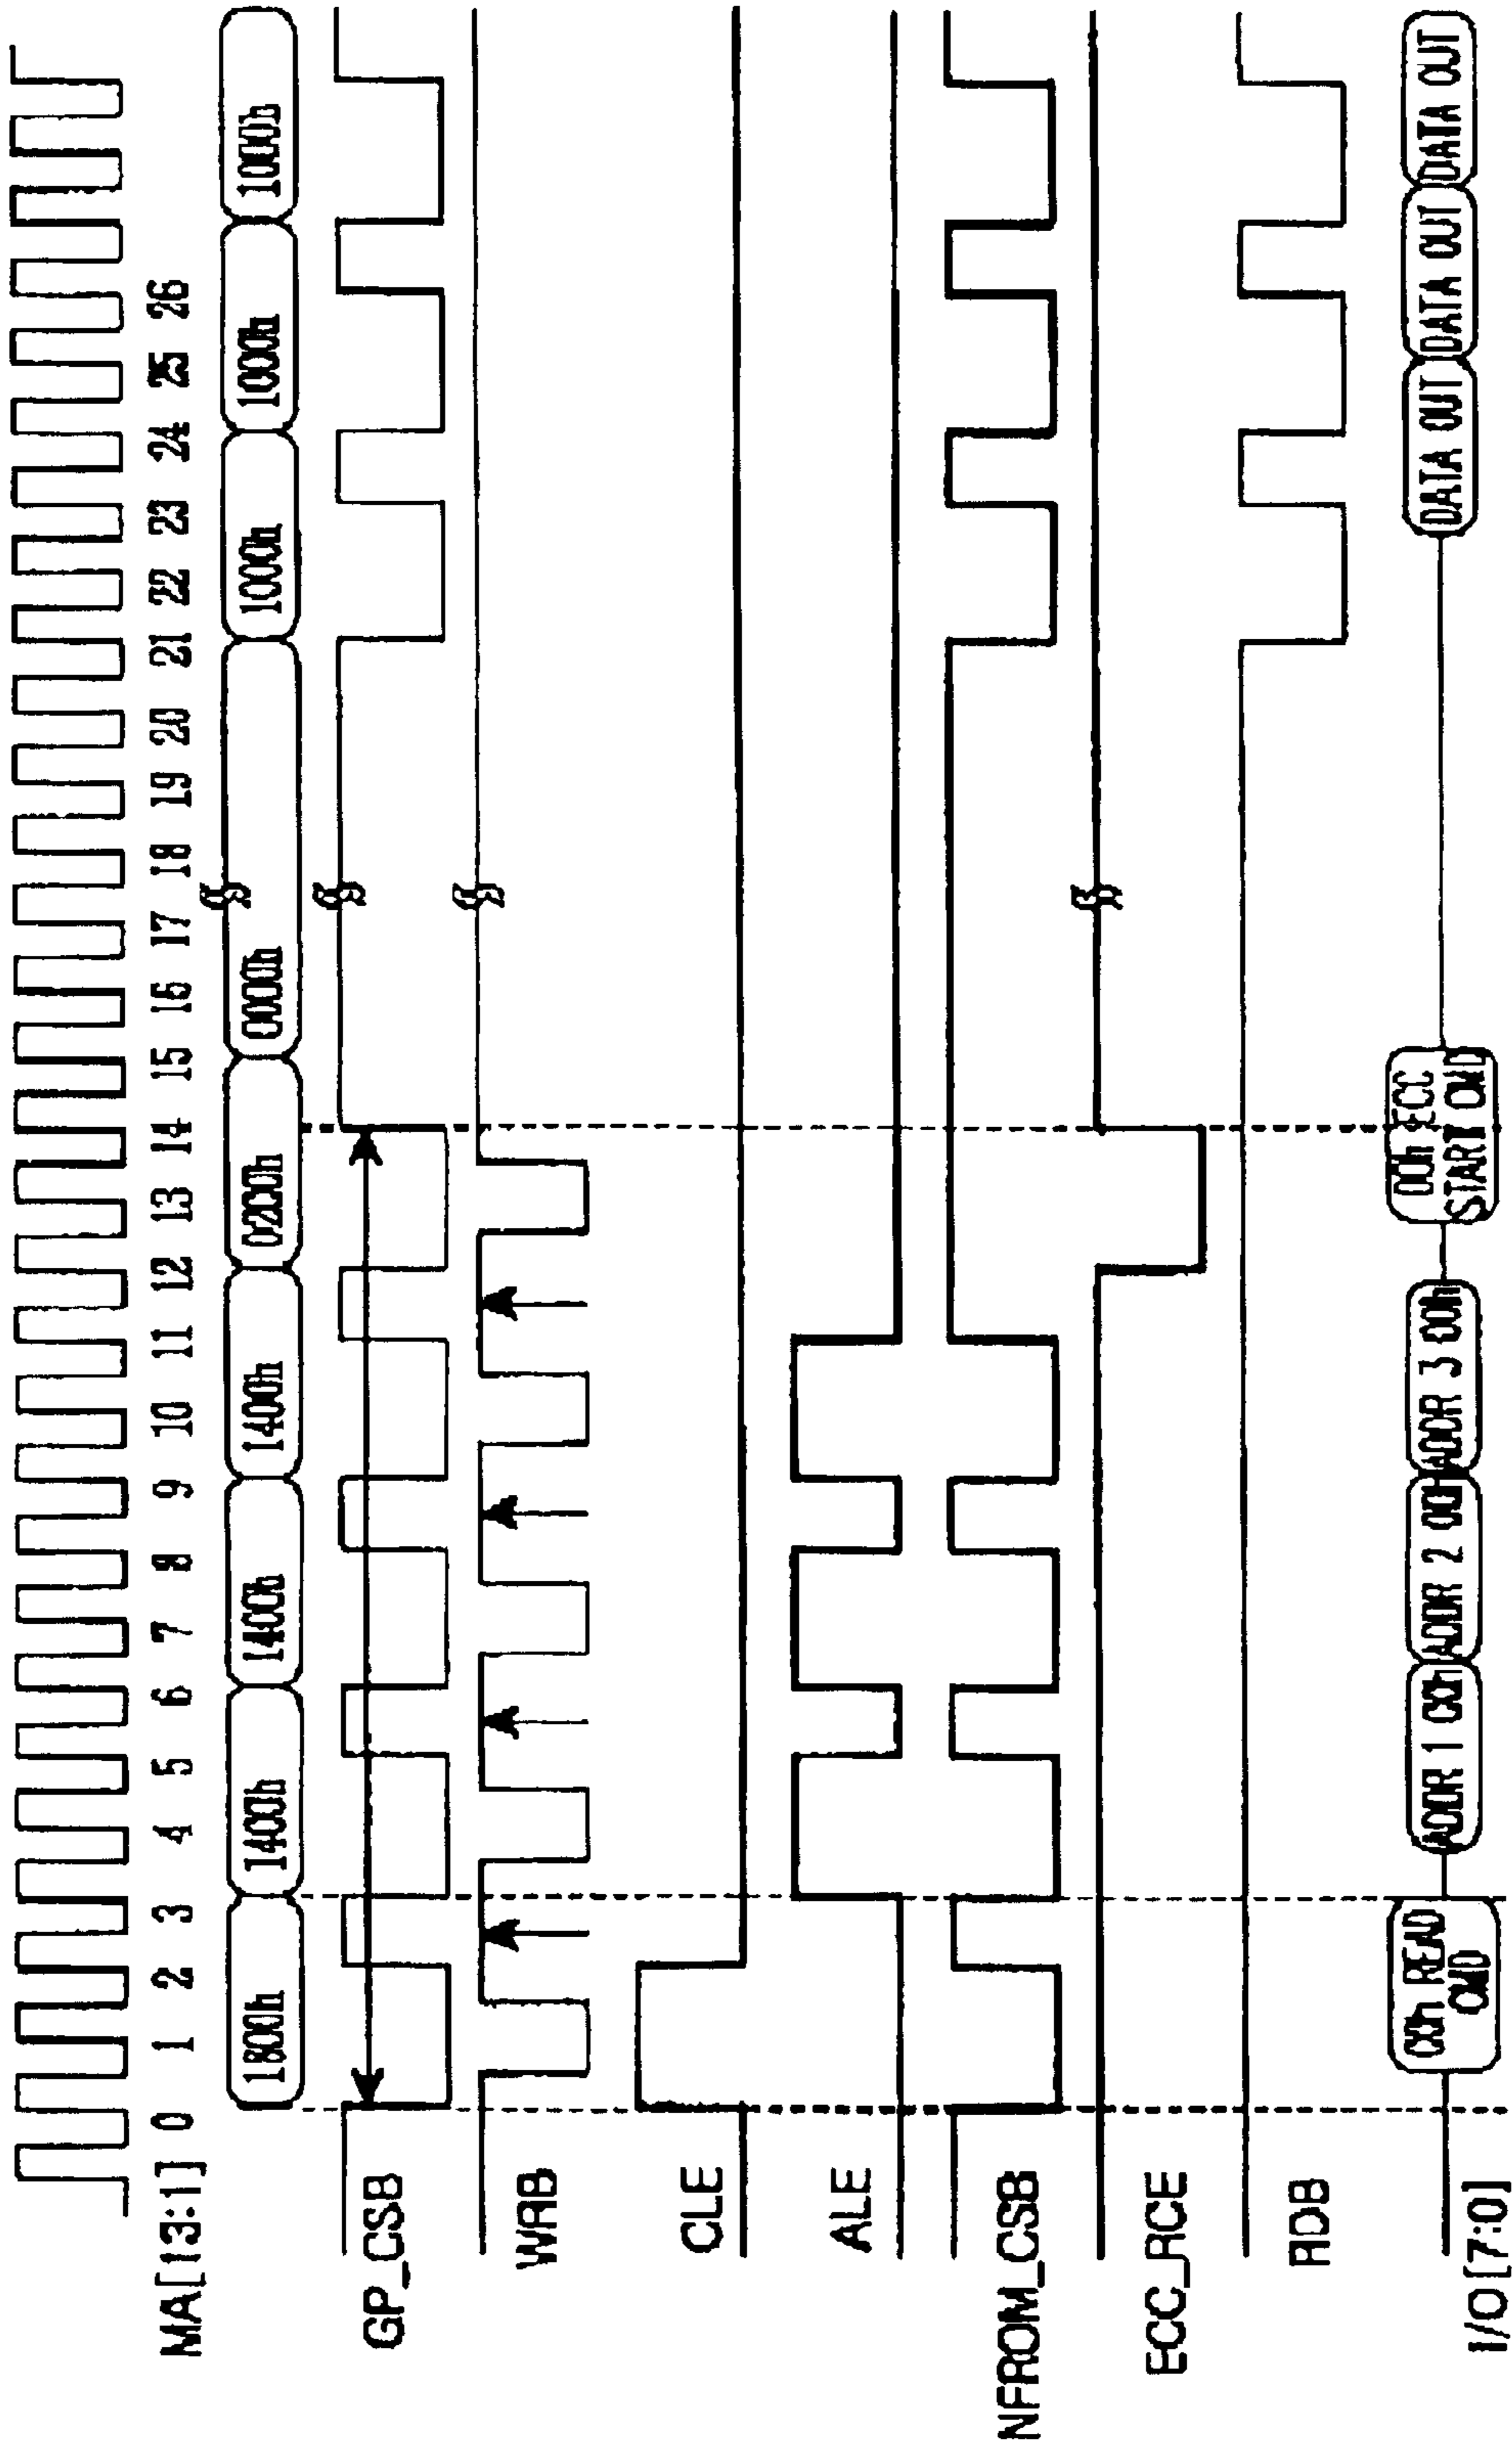 MA[13:1]
0 1 2 3 4 5 6 7 8 9 10 11 12 13 14 15 16 17 18 19 20 21 22 23 24 25 26
1800h 1400h 1400h 1400h 0200h 0000h 1000h 1000h 1000h
GP_CSB
WRB
CLE
ALE
NFROM_CSB
ECC_RCE
RDB
I/O[7:0]
00h READ
CMD
ADDR 1 00h ADDR 2 00h ADDR 3 00h
00h ECC
START CMD
DATA OUT DATA OUT DATA OUT